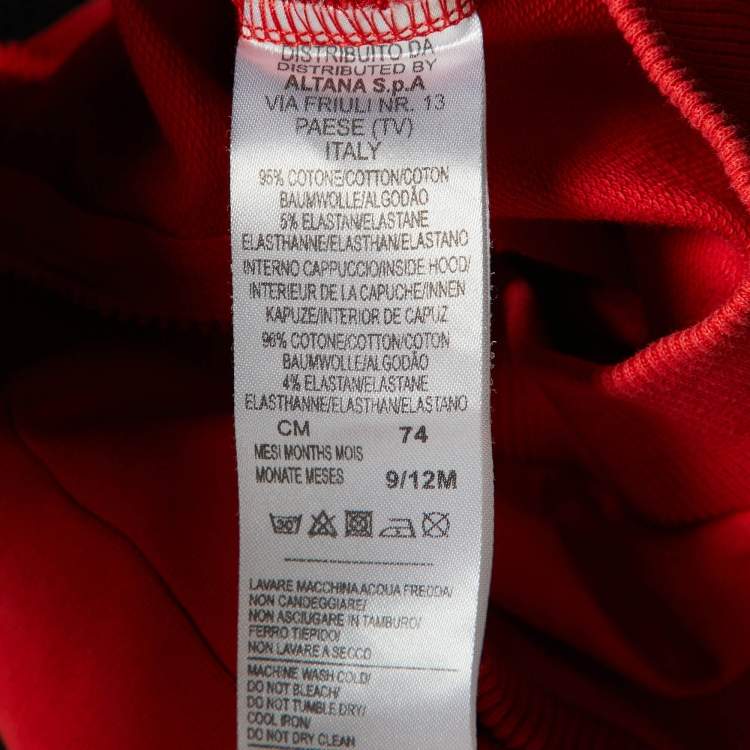 DISTRIBUITO DA
DISTRIBUTED BY
ALTANA S.p.A
VIA FRIULI NR. 13
PAESE (TV)
ITALY
95% COTONE/COTTON/COTON
BAUMWOLLE/ALGODÃO
5% ELASTAN/ELASTANE
ELASTHANNE/ELASTHAN/ELASTANO
INTERNO CAPPUCCIO/INSIDE HOOD/
INTERIEUR DE LA CAPUCHE/INNEN
KAPUZE/INTERIOR DE CAPUZ
96% COTONE/COTTON/COTON
BAUMWOLLE/ALGODÃO
4% ELASTAN/ELASTANE
ELASTHANNE/ELASTHAN/ELASTANO
CM 74
MESI MONTHS MOIS
MONATE MESES 9/12M
30°
LAVARE MACCHINA ACQUA FREDDA/
NON CANDEGGIARE/
NON ASCIUGARE IN TAMBURO/
FERRO TIEPIDO/
NON LAVARE A SECCO
MACHINE WASH COLD/
DO NOT BLEACH/
DO NOT TUMBLE DRY/
COOL IRON/
DO NOT DRY CLEAN